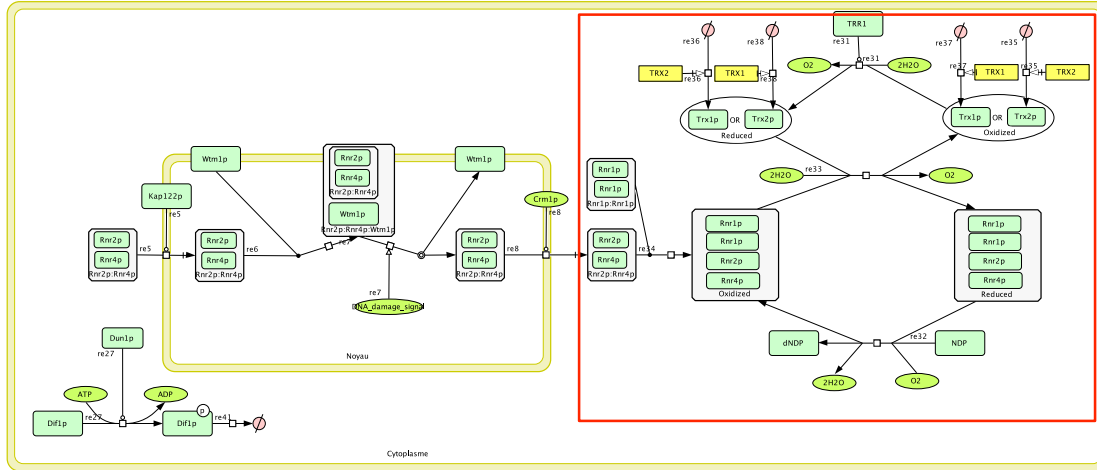 TRR1
re36
re38
re31
re37
re35
O2
re31
2H2O
TRX2
re36
TRX1
re38
re37
TRX1
re35
TRX2
Trx1p
OR
Trx2p
Reduced
Trx1p
OR
Trx2p
Oxidized
Wtm1p
Rnr2p
Rnr4p
Rnr2p:Rnr4p
Wtm1p
Rnr2p:Rnr4p:Wtm1p
Wtm1p
Kap122p
re5
Crm1p
re8
Rnr1p
Rnr1p
Rnr1p:Rnr1p
2H2O
re33
O2
Rnr2p
Rnr4p
Rnr2p:Rnr4p
re5
Rnr2p
Rnr4p
Rnr2p:Rnr4p
re6
re7
Rnr2p
Rnr4p
Rnr2p:Rnr4p
re8
Rnr2p
Rnr4p
Rnr2p:Rnr4p
re34
Rnr1p
Rnr1p
Rnr2p
Rnr4p
Oxidized
Rnr1p
Rnr1p
Rnr2p
Rnr4p
Reduced
re7
DNA_damage_signal
Noyau
dNDP
re32
NDP
2H2O
O2
Dun1p
re27
ATP
ADP
Dif1p
re27
Dif1p
p
re41
Cytoplasme